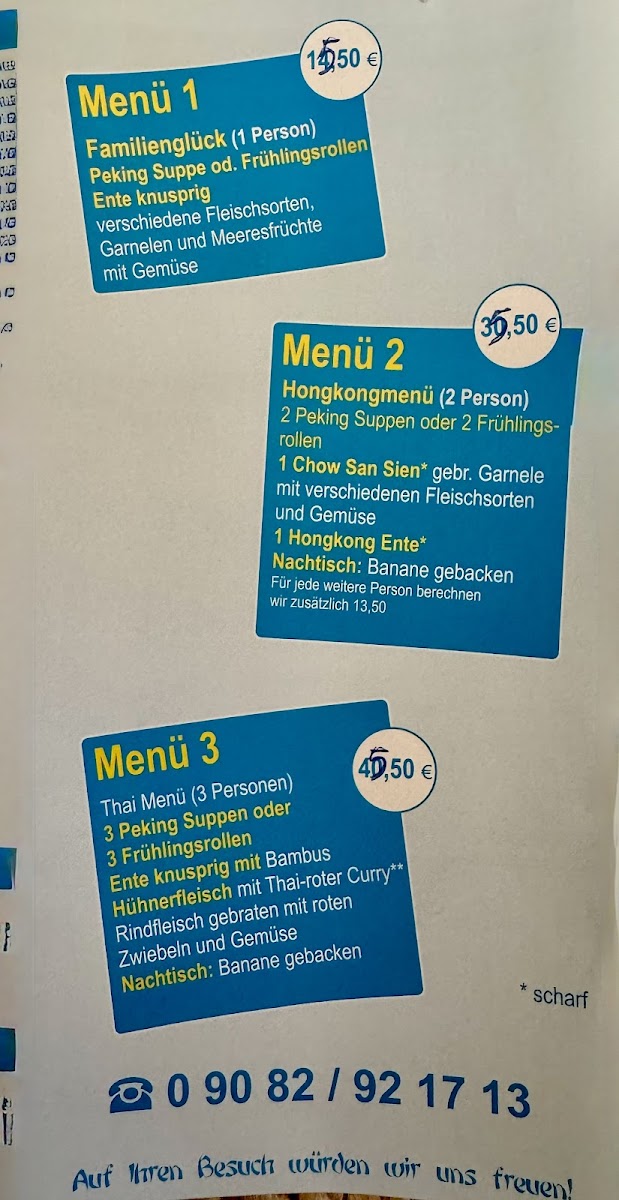 15,50 €
Menü 1
Familienglück (1 Person)
Peking Suppe od. Frühlingsrollen
Ente knusprig
verschiedene Fleischsorten,
Garnelen und Meeresfrüchte
mit Gemüse
35,50 €
Menü 2
Hongkongmenü (2 Person)
2 Peking Suppen oder 2 Frühlings-
rollen
1 Chow San Sien* gebr. Garnele
mit verschiedenen Fleischsorten
und Gemüse
1 Hongkong Ente*
Nachtisch: Banane gebacken
Für jede weitere Person berechnen
wir zusätzlich 13,50
45,50 €
Menü 3
Thai Menü (3 Personen)
3 Peking Suppen oder
3 Frühlingsrollen
Ente knusprig mit Bambus
Hühnerfleisch mit Thai-roter Curry**
Rindfleisch gebraten mit roten
Zwiebeln und Gemüse
Nachtisch: Banane gebacken
* scharf
0 90 82 / 92 17 13
Auf Ihren Besuch würden wir uns freuen!